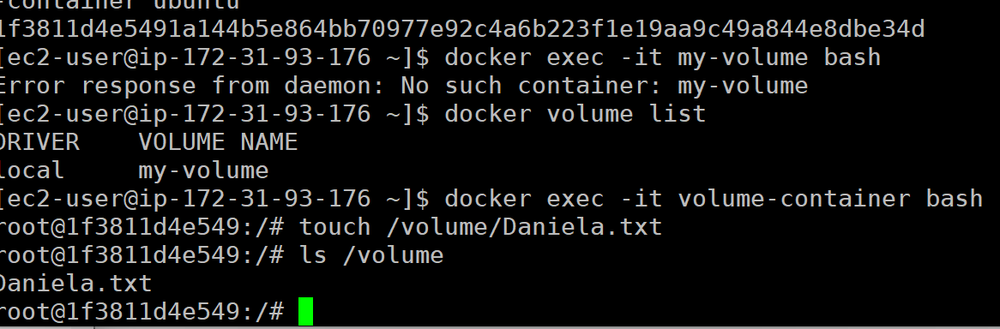 -container ubuntu
1f3811d4e5491a144b5e864bb70977e92c4a6b223f1e19aa9c49a844e8dbe34d
[ec2-user@ip-172-31-93-176 ~]$ docker exec -it my-volume bash
Error response from daemon: No such container: my-volume
[ec2-user@ip-172-31-93-176 ~]$ docker volume list
DRIVER    VOLUME NAME
local     my-volume
[ec2-user@ip-172-31-93-176 ~]$ docker exec -it volume-container bash
root@1f3811d4e549:/# touch /volume/Daniela.txt
root@1f3811d4e549:/# ls /volume
Daniela.txt
root@1f3811d4e549:/#